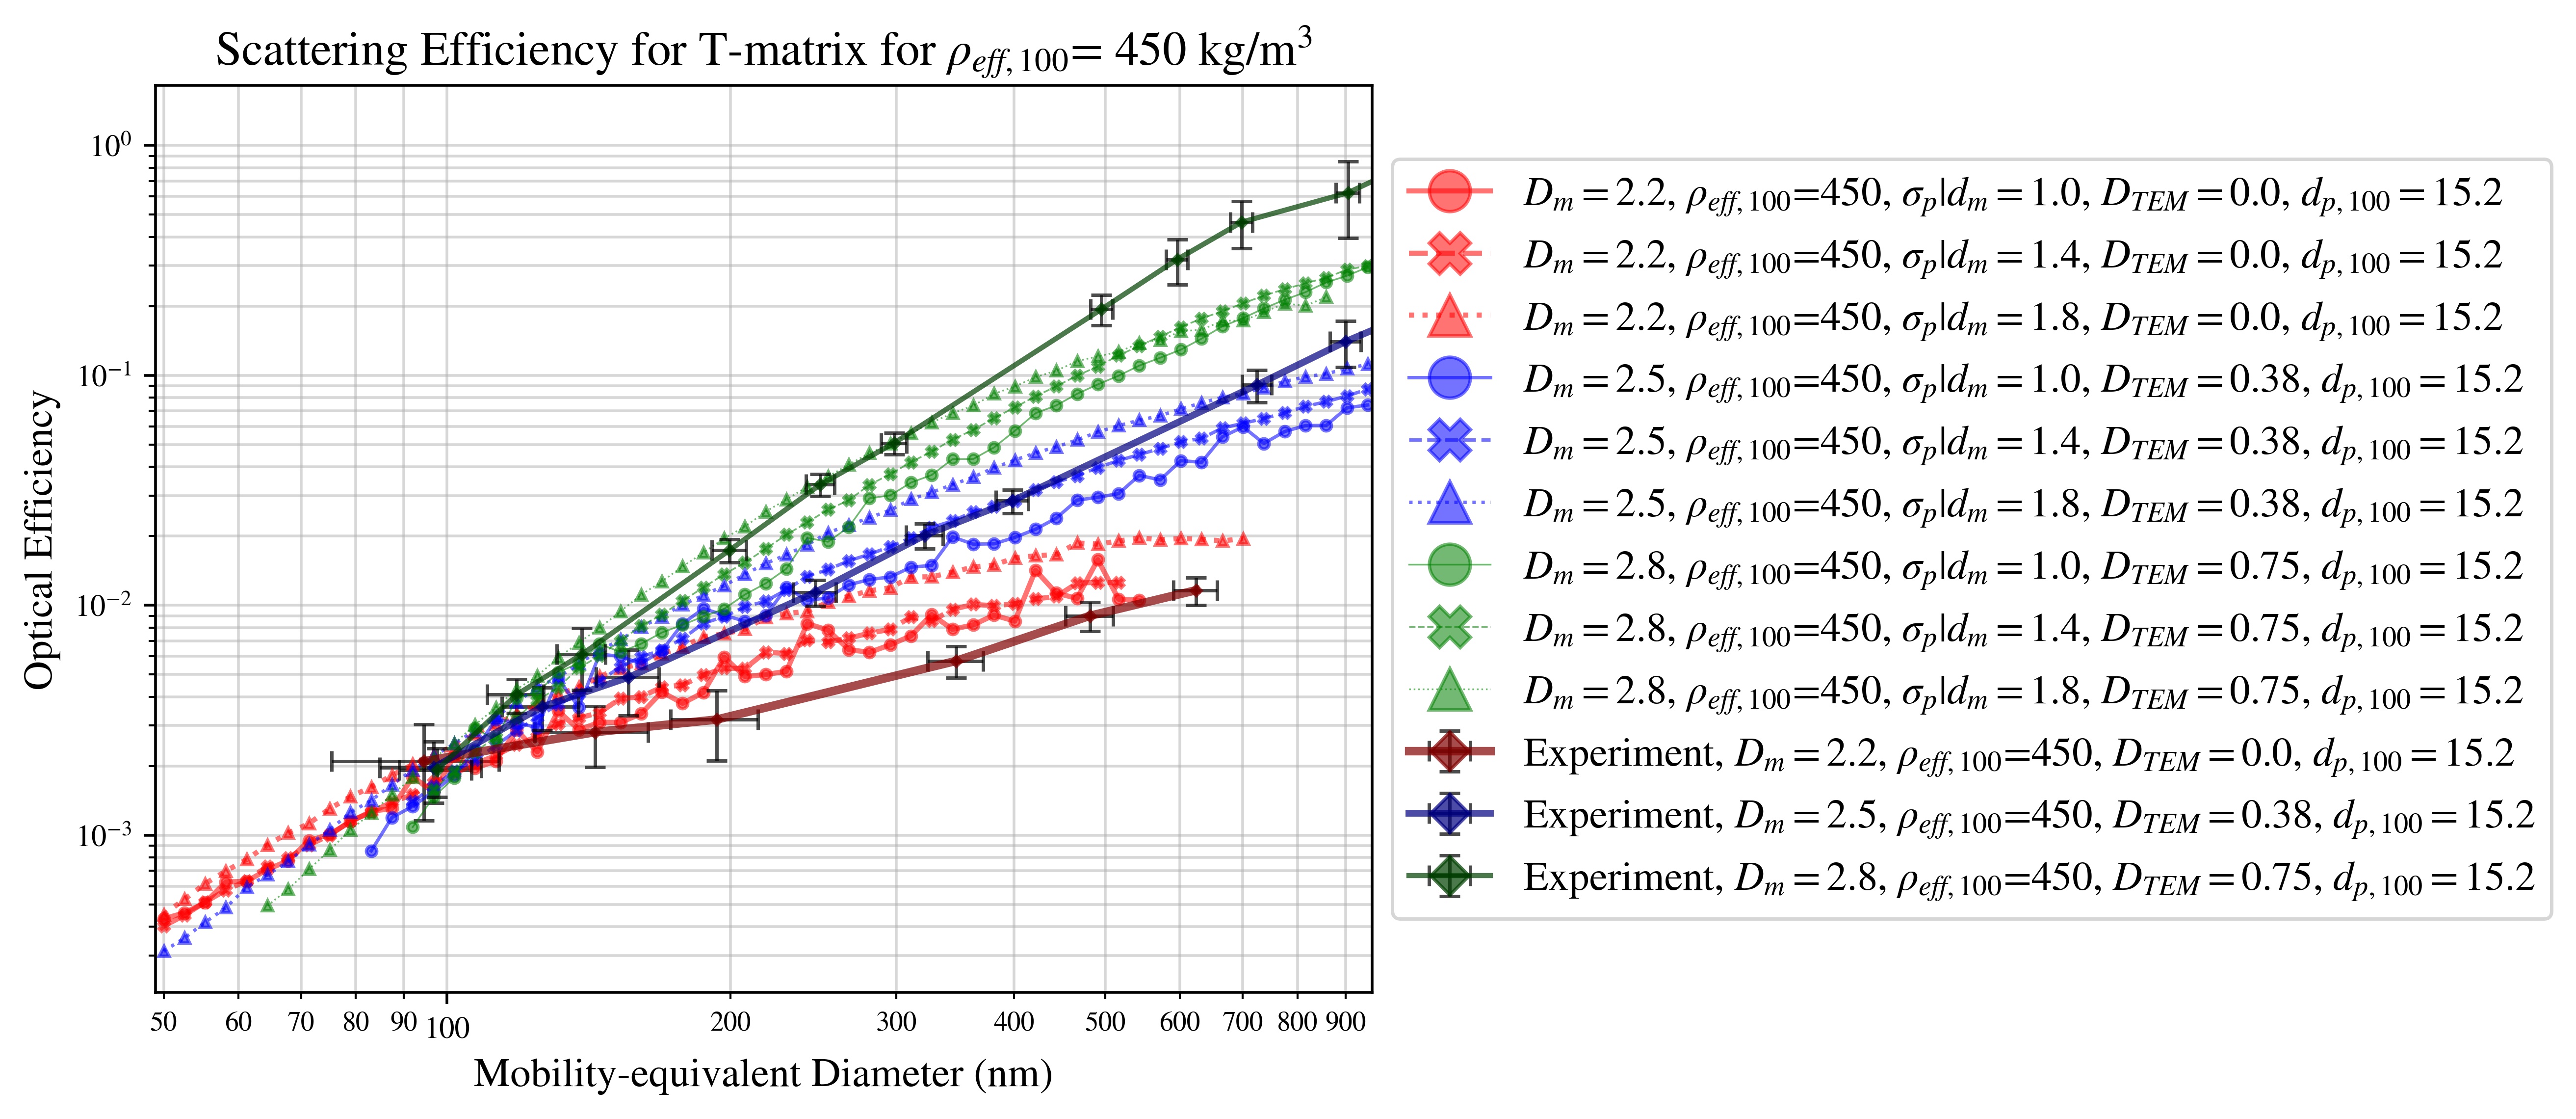 Scattering Efficiency for T-matrix for ρeff,100= 450 kg/m³
Optical Efficiency
10⁰
10⁻¹
10⁻²
10⁻³
50 60 70 80 90 100 200 300 400 500 600 700 800 900
Mobility-equivalent Diameter (nm)
Dm = 2.2, ρeff,100=450, σp|dm = 1.0, DTEM = 0.0, dp,100 = 15.2
Dm = 2.2, ρeff,100=450, σp|dm = 1.4, DTEM = 0.0, dp,100 = 15.2
Dm = 2.2, ρeff,100=450, σp|dm = 1.8, DTEM = 0.0, dp,100 = 15.2
Dm = 2.5, ρeff,100=450, σp|dm = 1.0, DTEM = 0.38, dp,100 = 15.2
Dm = 2.5, ρeff,100=450, σp|dm = 1.4, DTEM = 0.38, dp,100 = 15.2
Dm = 2.5, ρeff,100=450, σp|dm = 1.8, DTEM = 0.38, dp,100 = 15.2
Dm = 2.8, ρeff,100=450, σp|dm = 1.0, DTEM = 0.75, dp,100 = 15.2
Dm = 2.8, ρeff,100=450, σp|dm = 1.4, DTEM = 0.75, dp,100 = 15.2
Dm = 2.8, ρeff,100=450, σp|dm = 1.8, DTEM = 0.75, dp,100 = 15.2
Experiment, Dm = 2.2, ρeff,100=450, DTEM = 0.0, dp,100 = 15.2
Experiment, Dm = 2.5, ρeff,100=450, DTEM = 0.38, dp,100 = 15.2
Experiment, Dm = 2.8, ρeff,100=450, DTEM = 0.75, dp,100 = 15.2